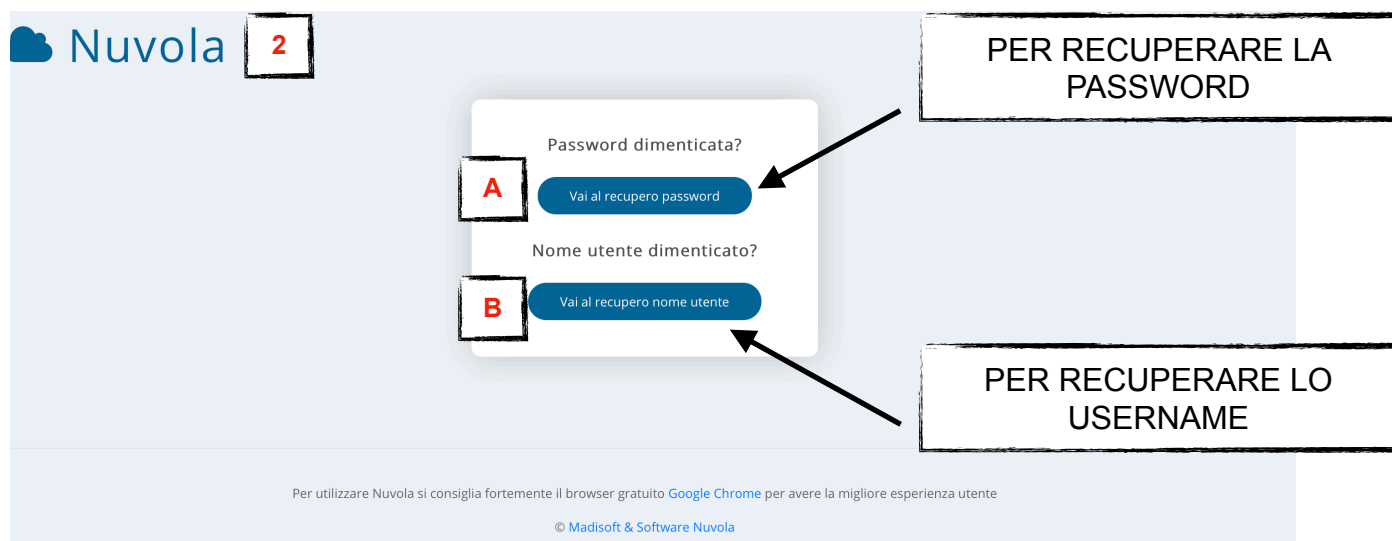 Nuvola
2
PER RECUPERARE LA
PASSWORD
Password dimenticata?
A
Vai al recupero password
Nome utente dimenticato?
B
Vai al recupero nome utente
PER RECUPERARE LO
USERNAME
Per utilizzare Nuvola si consiglia fortemente il browser gratuito Google Chrome per avere la migliore esperienza utente
© Madisoft & Software Nuvola